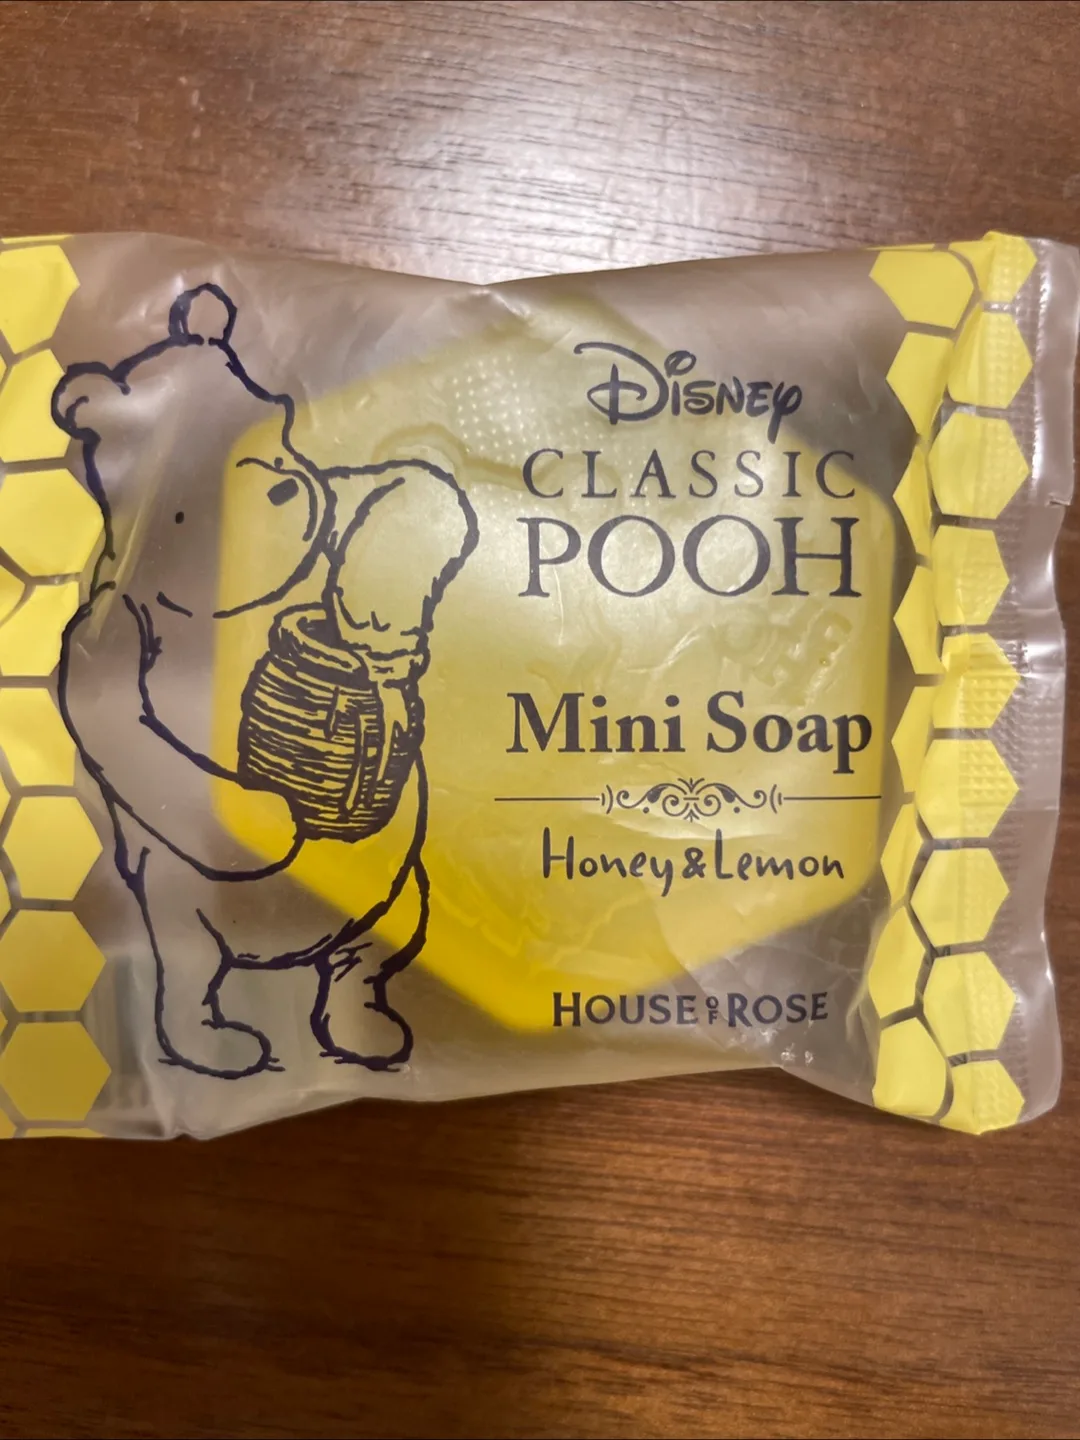 Disney
CLASSIC
POOH
Mini Soap
Honey & Lemon
HOUSE OF ROSE